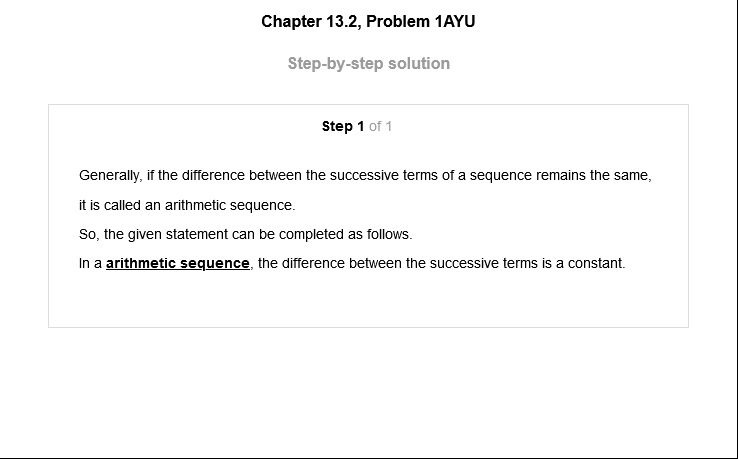 Chapter 13.2, Problem 1AYU
Step-by-step solution
Step 1 of 1
Generally, if the difference between the successive terms of a sequence remains the same,
it is called an arithmetic sequence.
So, the given statement can be completed as follows.
In a arithmetic sequence, the difference between the successive terms is a constant.